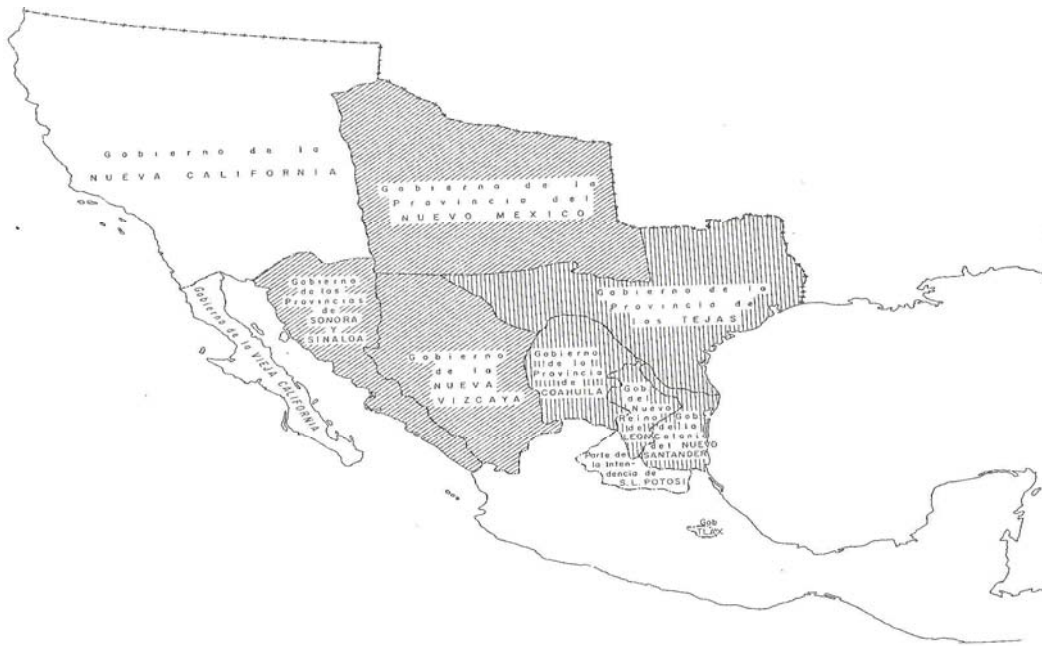 Gobierno de la
NUEVA CALIFORNIA
Gobierno de la
Provincia del
NUEVO MEXICO
Gobierno
de las
Provincias
de
SONORA
Y
SINALOA
Gobierno de la
Provincia de
los TEJAS
Gobierno de la VIEJA CALIFORNIA
Gobierno
de la
NUEVA
VIZCAYA
Gobierno
de la
Provincia
de
COAHUILA
Gob
del
Nuevo
Reino
de
LEON
Gob
de la
Colonia
del NUEVO
SANTANDER
Parte de
la Inten-
dencia de
S.L. POTOSI
Gob
TLAX